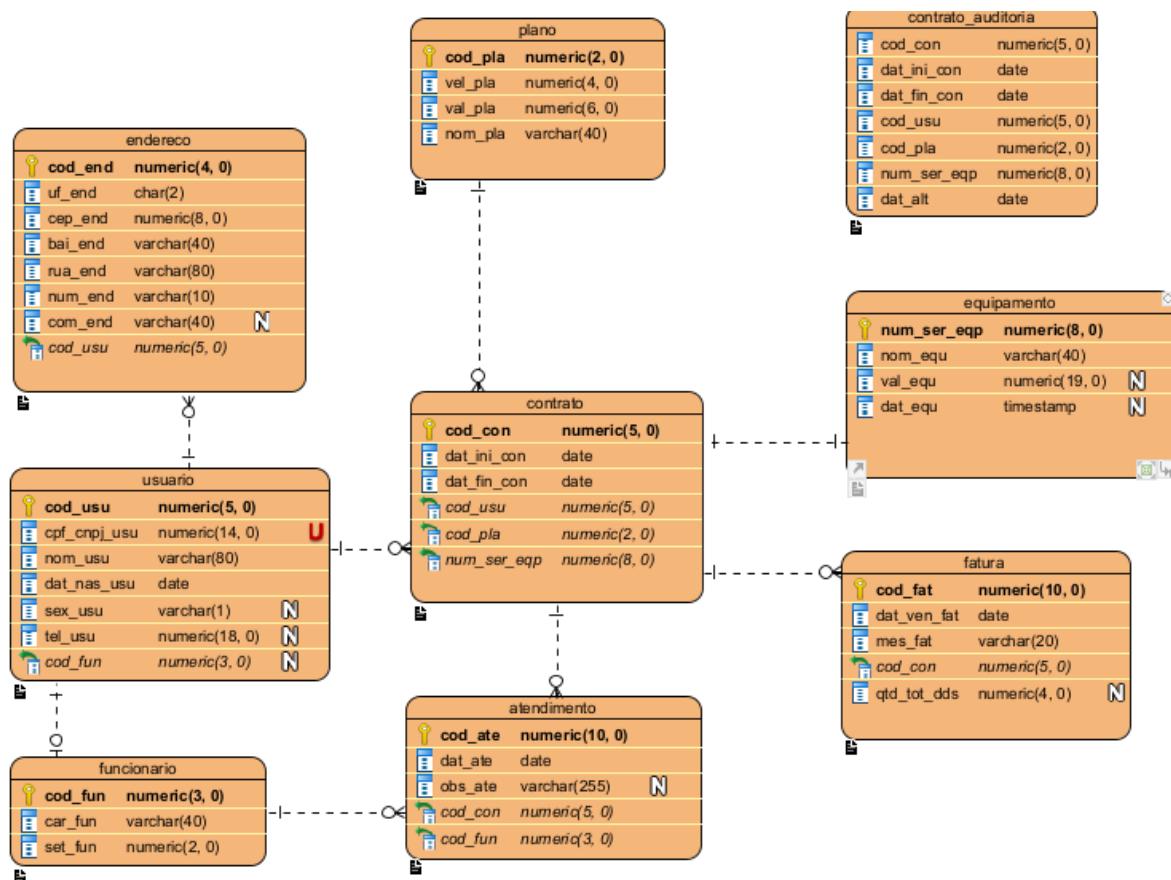 plano
cod_pla numeric(2, 0)
vel_pla numeric(4, 0)
val_pla numeric(6, 0)
nom_pla varchar(40)
contrato_auditoria
cod_con numeric(5, 0)
dat_ini_con date
dat_fin_con date
cod_usu numeric(5, 0)
cod_pla numeric(2, 0)
num_ser_eqp numeric(8, 0)
dat_alt date
endereco
cod_end numeric(4, 0)
uf_end char(2)
cep_end numeric(8, 0)
bai_end varchar(40)
rua_end varchar(80)
num_end varchar(10)
com_end varchar(40) N
cod_usu numeric(5, 0)
equipamento
num_ser_eqp numeric(8, 0)
nom_equ varchar(40)
val_equ numeric(19, 0) N
dat_equ timestamp N
contrato
cod_con numeric(5, 0)
dat_ini_con date
dat_fin_con date
cod_usu numeric(5, 0)
cod_pla numeric(2, 0)
num_ser_eqp numeric(8, 0)
usuario
cod_usu numeric(5, 0)
cpf_cnpj_usu numeric(14, 0) U
nom_usu varchar(80)
dat_nas_usu date
sex_usu varchar(1) N
tel_usu numeric(18, 0) N
cod_fun numeric(3, 0) N
fatura
cod_fat numeric(10, 0)
dat_ven_fat date
mes_fat varchar(20)
cod_con numeric(5, 0)
qtd_tot_dds numeric(4, 0) N
atendimento
cod_ate numeric(10, 0)
dat_ate date
obs_ate varchar(255) N
cod_con numeric(5, 0)
cod_fun numeric(3, 0)
funcionario
cod_fun numeric(3, 0)
car_fun varchar(40)
set_fun numeric(2, 0)